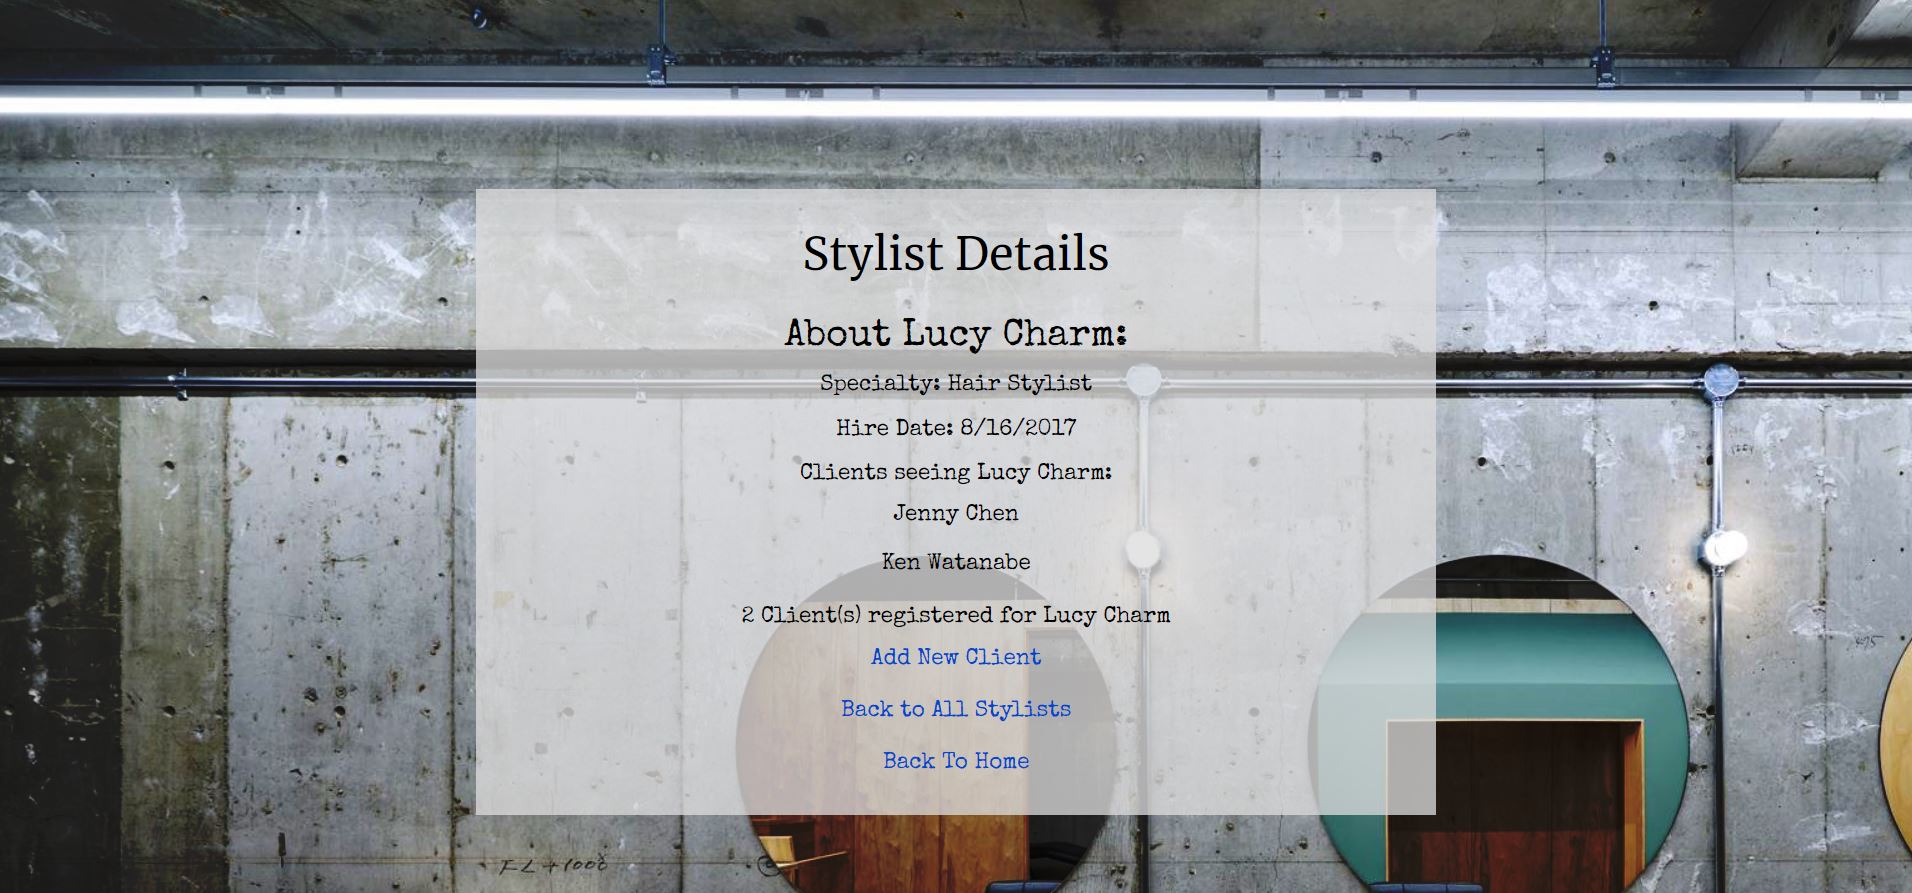 Stylist Details
About Lucy Charm:
Specialty: Hair Stylist
Hire Date: 8/16/2017
Clients seeing Lucy Charm:
Jenny Chen
Ken Watanabe
2 Client(s) registered for Lucy Charm
Add New Client
Back to All Stylists
Back To Home
FL +1000